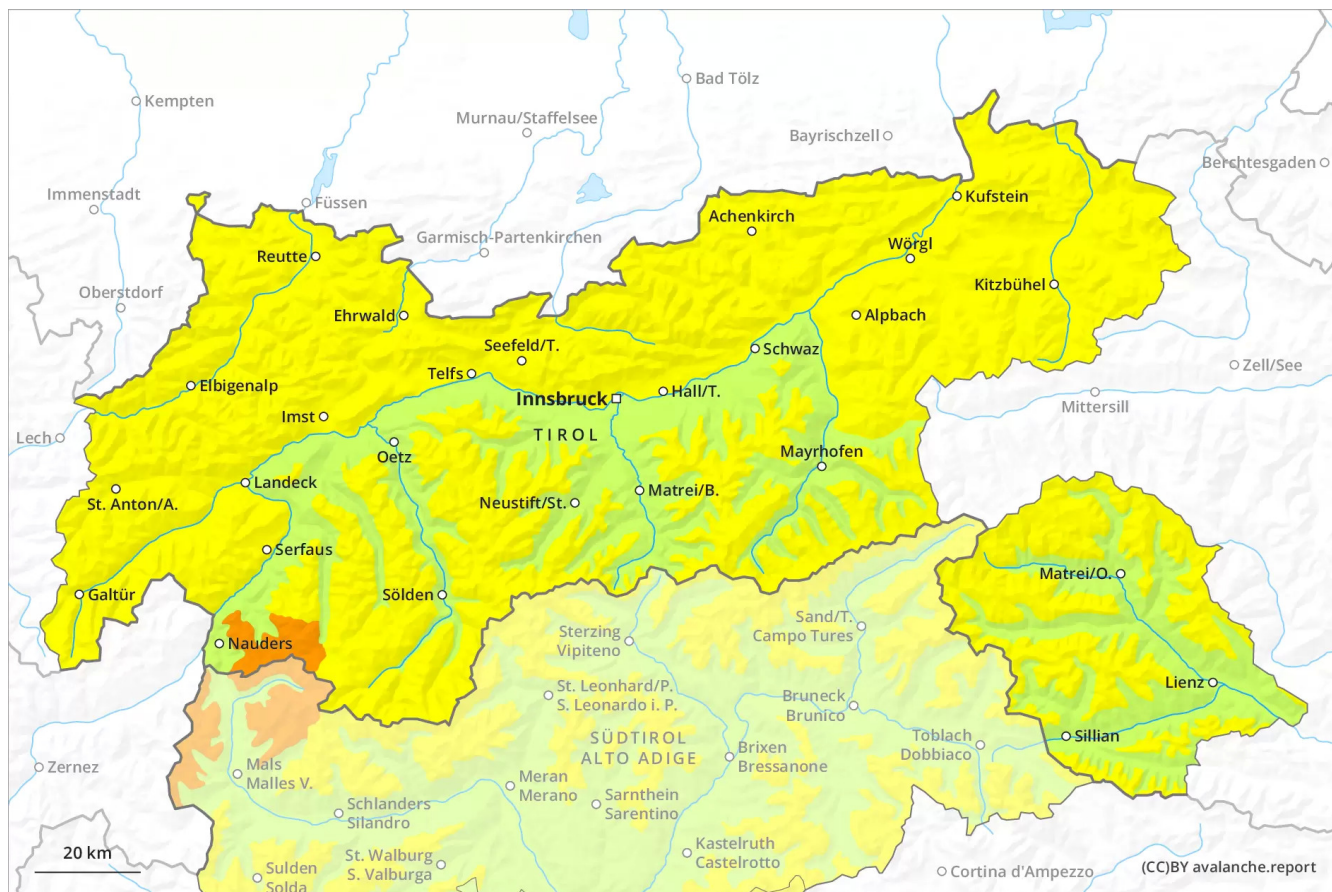 Kempten
Bad Tölz
Murnau/Staffelsee
Bayrischzell
Berchtesgaden
Immenstadt
Füssen
Kufstein
Achenkirch
Garmisch-Partenkirchen
Wörgl
Reutte
Kitzbühel
Oberstdorf
Ehrwald
Alpbach
Seefeld/T.
Schwaz
Zell/See
Telfs
Elbigenalp
Innsbruck
Hall/T.
Mittersill
Imst
Lech
TIROL
Oetz
Mayrhofen
Landeck
St. Anton/A.
Neustift/St.
Matrei/B.
Serfaus
Matrei/O.
Galtür
Sölden
Sand/T.
Campo Tures
Sterzing
Vipiteno
Nauders
Lienz
St. Leonhard/P.
S. Leonardo i. P.
Bruneck
Brunico
Toblach
Dobbiaco
Sillian
SÜDTIROL
ALTO ADIGE
Brixen
Bressanone
Zernez
Mals
Malles V.
Meran
Merano
Sarnthein
Sarentino
Schlanders
Silandro
20 km
St. Walburg
S. Valburga
Kastelruth
Castelrotto
Sulden
Solda
Cortina d'Ampezzo
(CC)BY avalanche.report